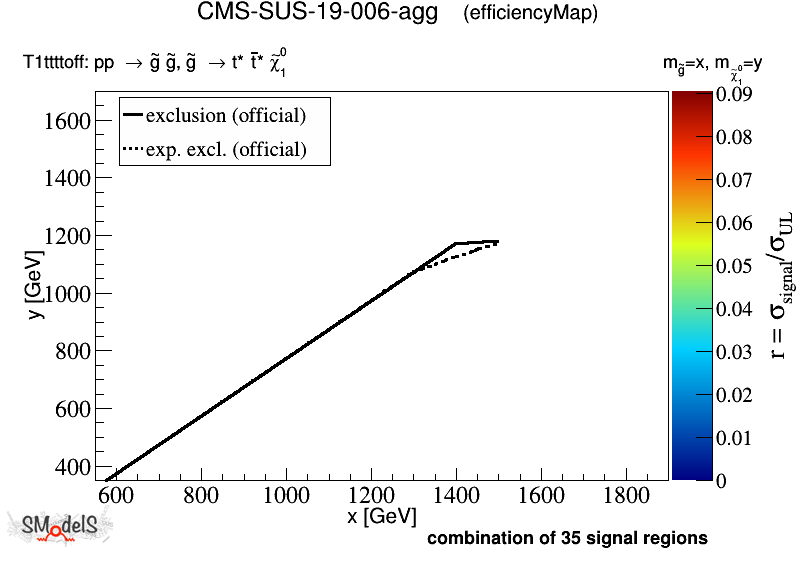 CMS-SUS-19-006-agg (efficiencyMap)
T1ttttoff: pp → g̃ g̃, g̃ → t* t̄* χ̃₁⁰
m_g̃=x, m_χ̃₁⁰=y
exclusion (official)
exp. excl. (official)
1600
1400
1200
1000
800
600
400
y [GeV]
600 800 1000 1200 1400 1600 1800
x [GeV]
0.09
0.08
0.07
0.06
0.05
0.04
0.03
0.02
0.01
0
r = σ_signal/σ_UL
SModelS
combination of 35 signal regions